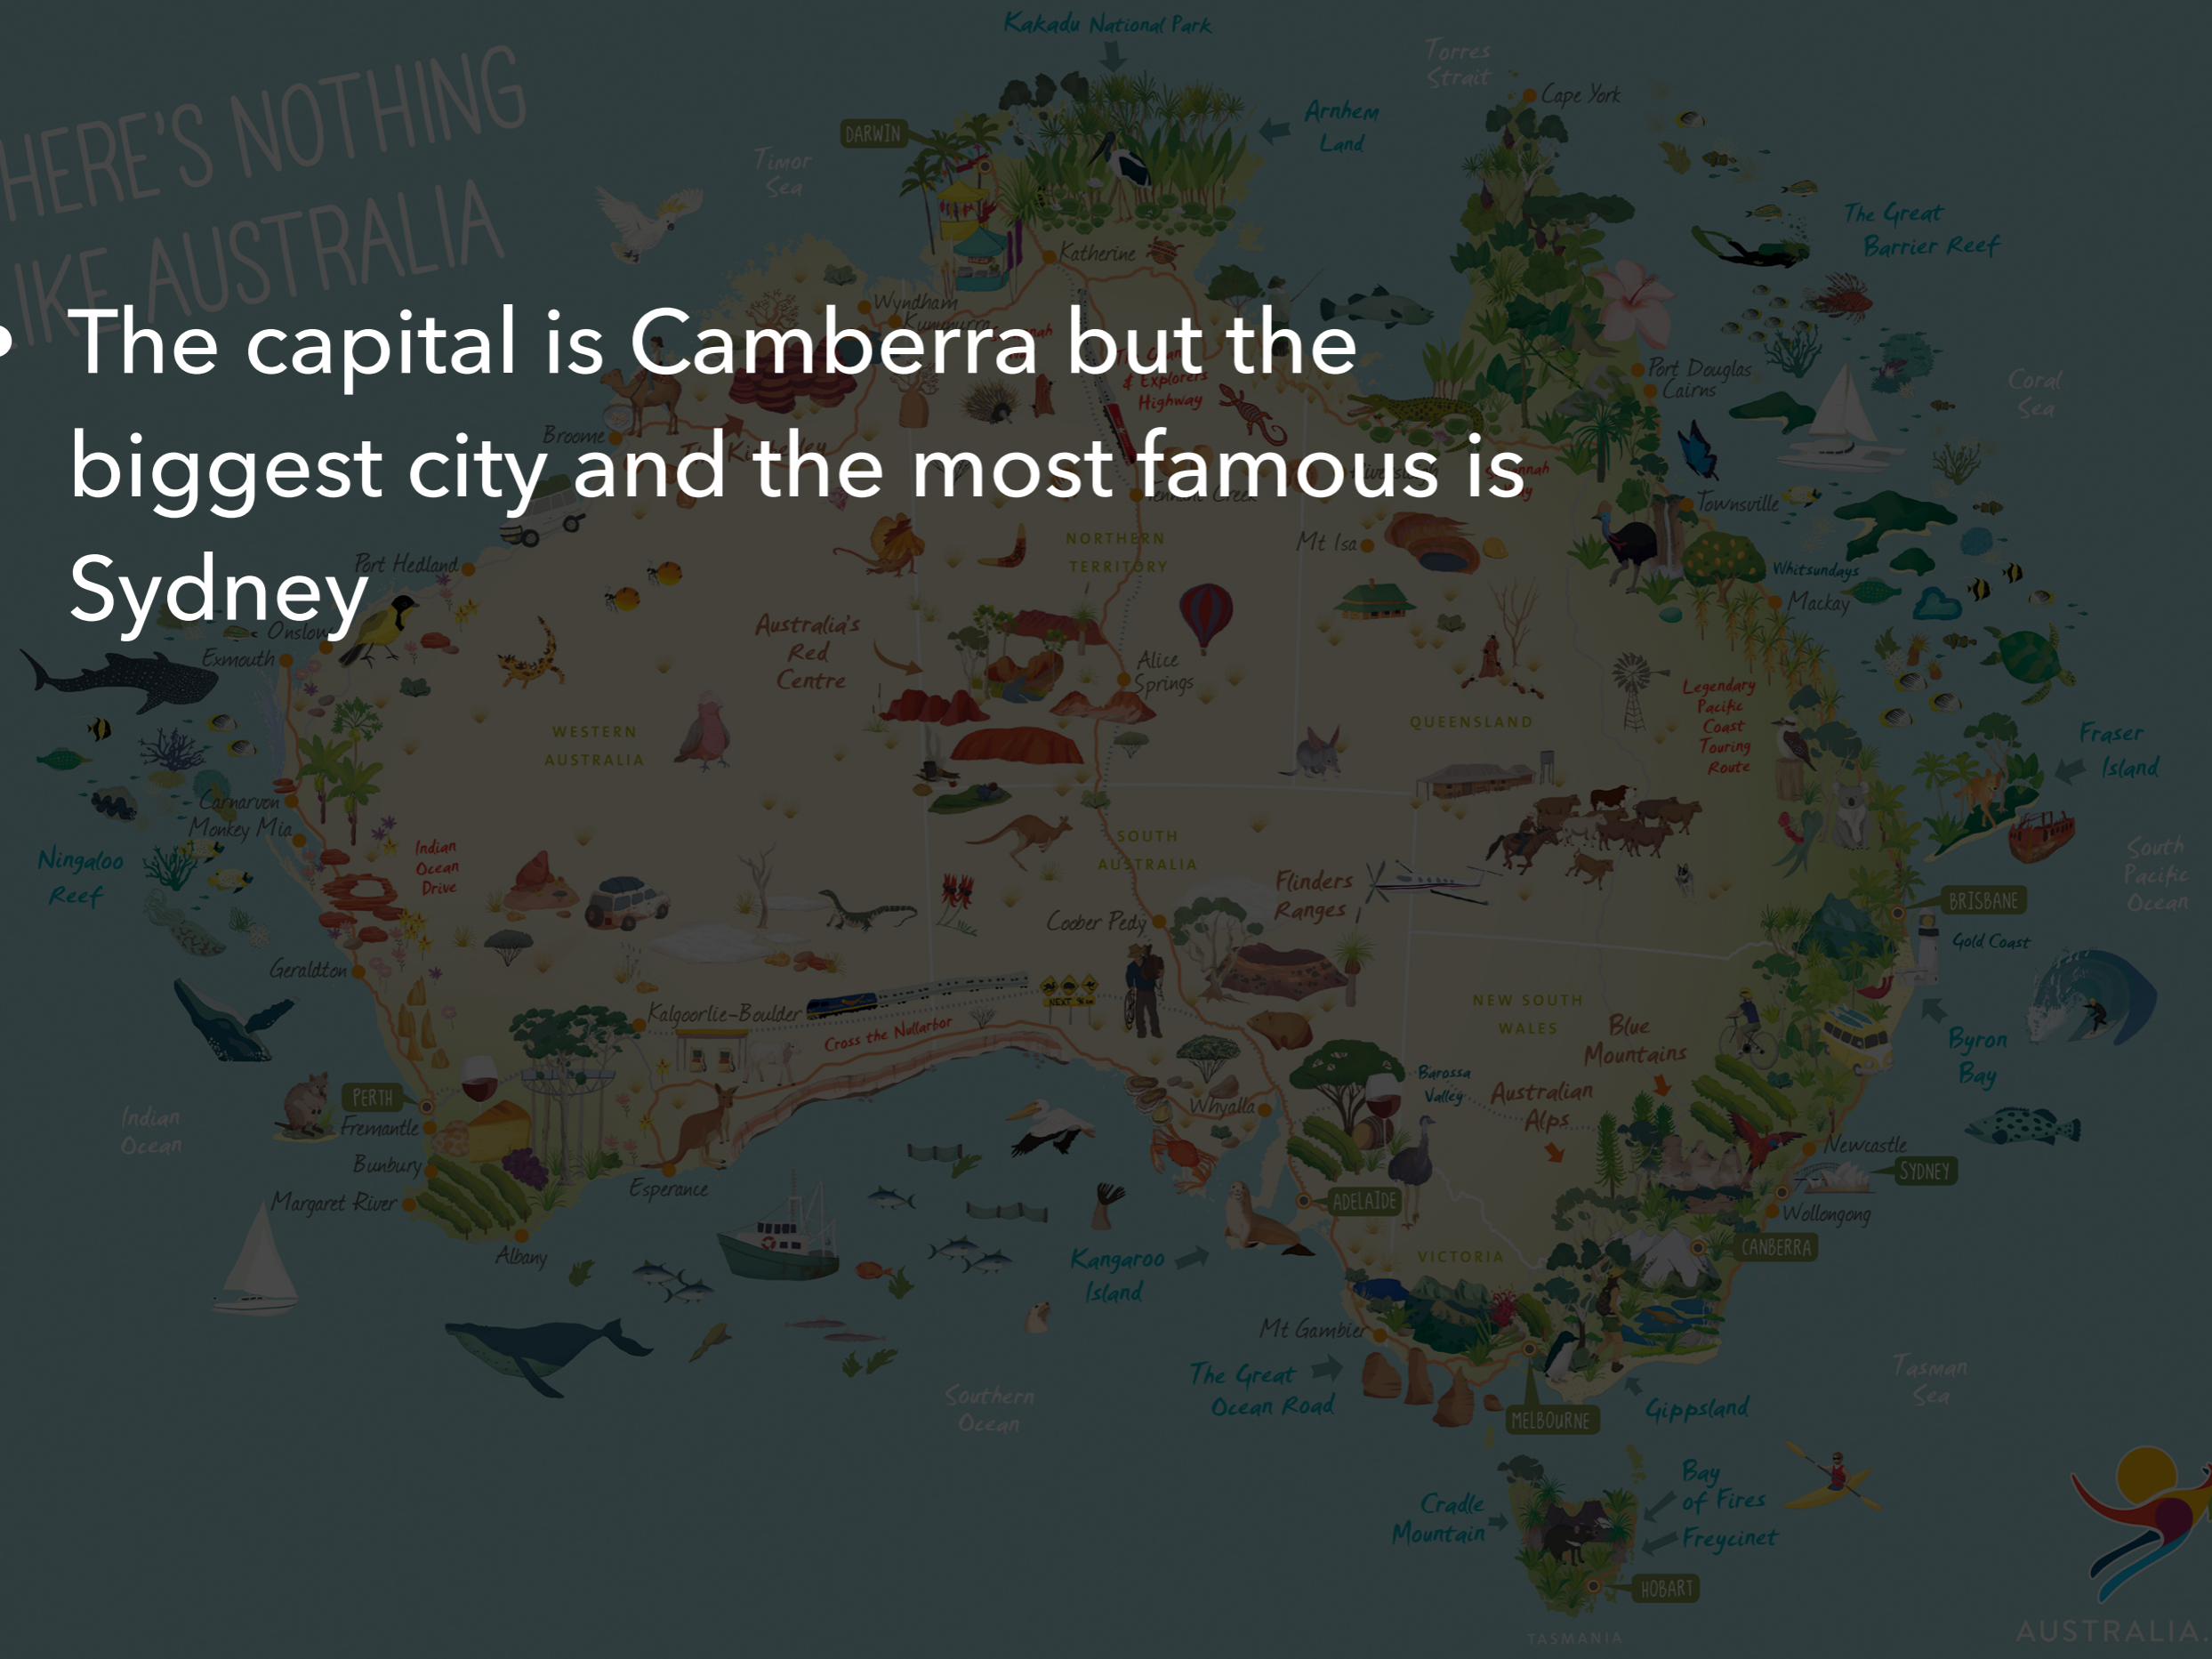 Kakadu National Park
Torres
Strait
HERE'S NOTHING
IKE AUSTRALIA
Cape York
Arnhem
Land
DARWIN
Timor
Sea
The Great
Barrier Reef
Katherine
Wyndham
Kununurra
• The capital is Camberra but the
biggest city and the most famous is
Sydney
& Explorers
Highway
Port Douglas
Cairns
Coral
Sea
Broome
The Kimberley
Tennant Creek
Townsville
NORTHERN
TERRITORY
Mt Isa
Port Hedland
Whitsundays
Mackay
Onslow
Exmouth
Australia's
Red
Centre
Alice
Springs
Legendary
Pacific
Coast
Touring
Route
WESTERN
AUSTRALIA
QUEENSLAND
Fraser
Island
Carnarvon
Monkey Mia
SOUTH
AUSTRALIA
Indian
Ocean
Drive
Ningaloo
Reef
Flinders
Ranges
South
Pacific
Ocean
BRISBANE
Coober Pedy
Gold Coast
Geraldton
Kalgoorlie-Boulder
NEXT
Cross the Nullarbor
NEW SOUTH
WALES
Blue
Mountains
Byron
Bay
PERTH
Barossa
Valley
Australian
Alps
Indian
Ocean
Fremantle
Whyalla
Bunbury
Newcastle
SYDNEY
Margaret River
Esperance
ADELAIDE
Wollongong
Albany
CANBERRA
Kangaroo
Island
VICTORIA
Mt Gambier
The Great
Ocean Road
Tasman
Sea
Southern
Ocean
MELBOURNE
Gippsland
Cradle
Mountain
Bay
of Fires
Freycinet
HOBART
TASMANIA
AUSTRALIA.